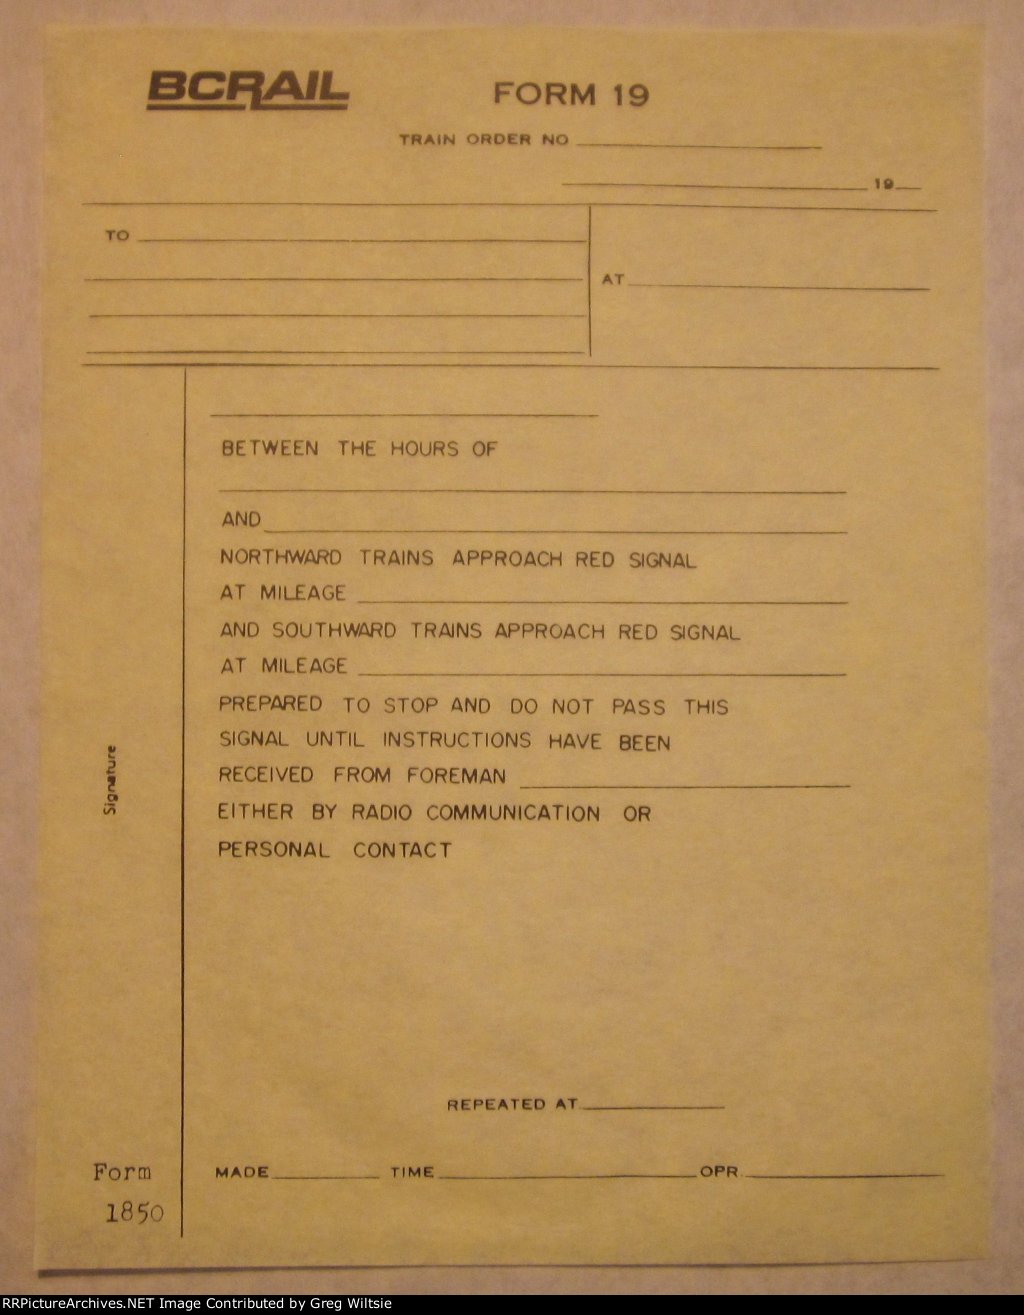 BCRAIL FORM 19
TRAIN ORDER NO
19
TO
AT
BETWEEN THE HOURS OF
AND
NORTHWARD TRAINS APPROACH RED SIGNAL
AT MILEAGE
AND SOUTHWARD TRAINS APPROACH RED SIGNAL
AT MILEAGE
PREPARED TO STOP AND DO NOT PASS THIS
SIGNAL UNTIL INSTRUCTIONS HAVE BEEN
RECEIVED FROM FOREMAN
EITHER BY RADIO COMMUNICATION OR
PERSONAL CONTACT
Signature
REPEATED AT
MADE TIME OPR.
Form
1850
RRPictureArchives.NET Image Contributed by Greg Wiltsie